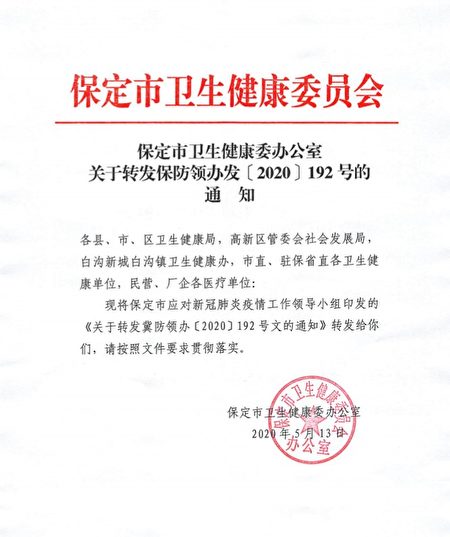 保定市卫生健康委员会
保定市卫生健康委办公室
关于转发保防领办发〔2020〕192号的
通 知
各县、市、区卫生健康局，高新区管委会社会发展局，
白沟新城白沟镇卫生健康办，市直、驻保省直各卫生健
康单位，民营、厂企各医疗单位：
现将保定市应对新冠肺炎疫情工作领导小组印发的
《关于转发冀防领办〔2020〕192号文的通知》转发给你
们，请按照文件要求贯彻落实。
保定市卫生健康委办公室
2020年5月13日
保定市卫生健康委员会
办公室